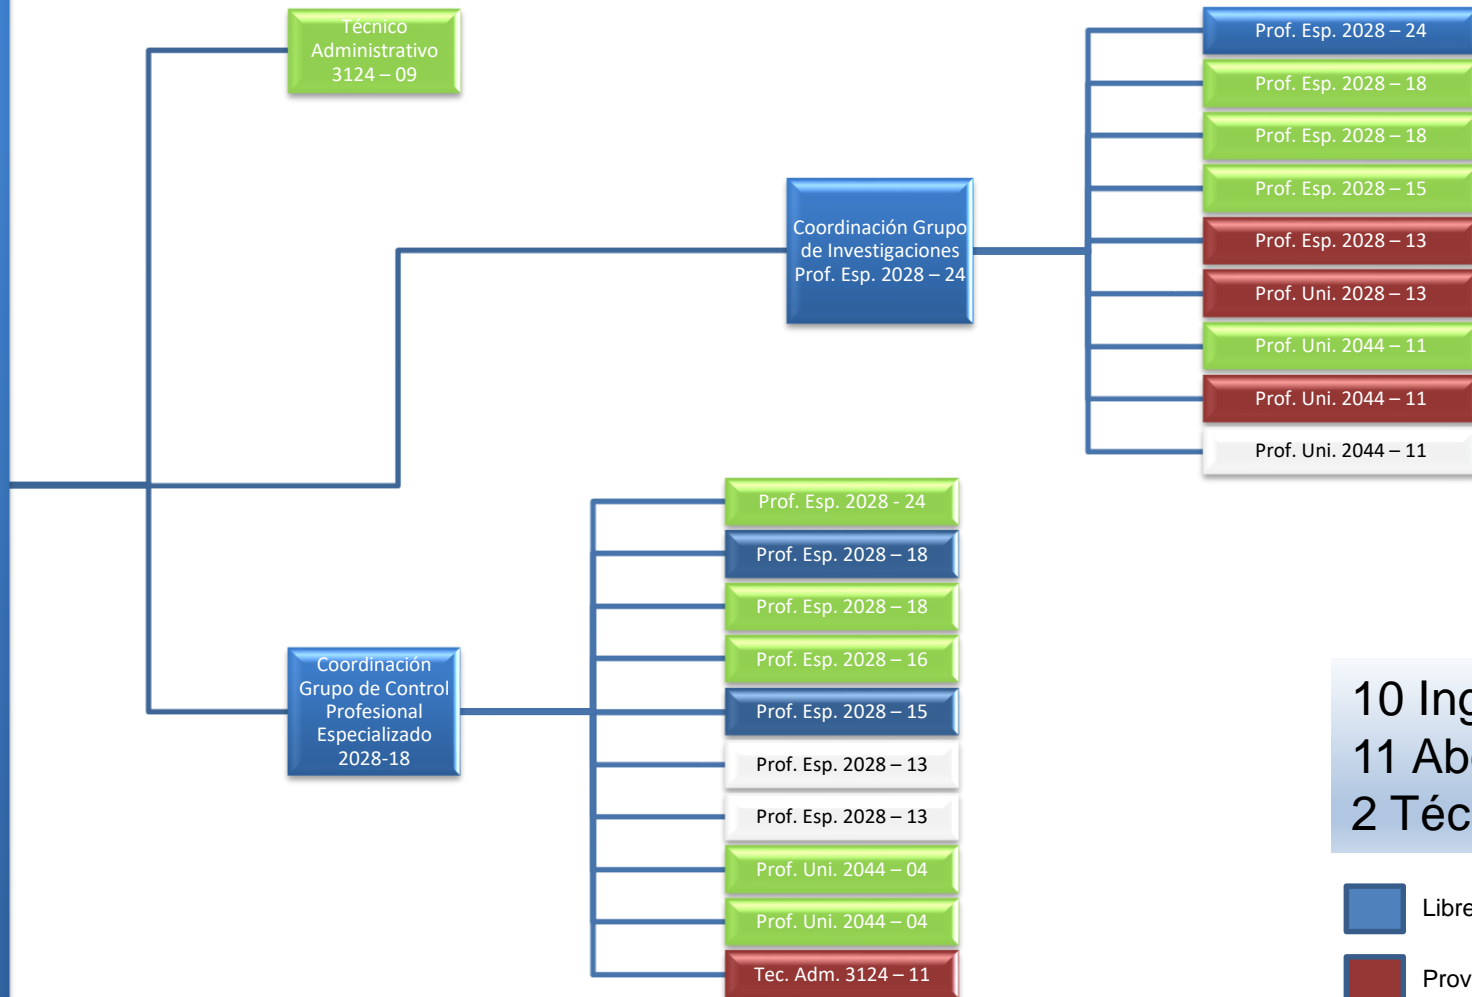 Técnico
Administrativo
3124 – 09
Coordinación Grupo
de Investigaciones
Prof. Esp. 2028 – 24
Prof. Esp. 2028 – 24
Prof. Esp. 2028 – 18
Prof. Esp. 2028 – 18
Prof. Esp. 2028 – 15
Prof. Esp. 2028 – 13
Prof. Uni. 2028 – 13
Prof. Uni. 2044 – 11
Prof. Uni. 2044 – 11
Prof. Uni. 2044 – 11
Coordinación
Grupo de Control
Profesional
Especializado
2028-18
Prof. Esp. 2028 - 24
Prof. Esp. 2028 – 18
Prof. Esp. 2028 – 18
Prof. Esp. 2028 – 16
Prof. Esp. 2028 – 15
Prof. Esp. 2028 – 13
Prof. Esp. 2028 – 13
Prof. Uni. 2044 – 04
Prof. Uni. 2044 – 04
Tec. Adm. 3124 – 11
10 Ing
11 Ab
2 Téc
Libre
Prov